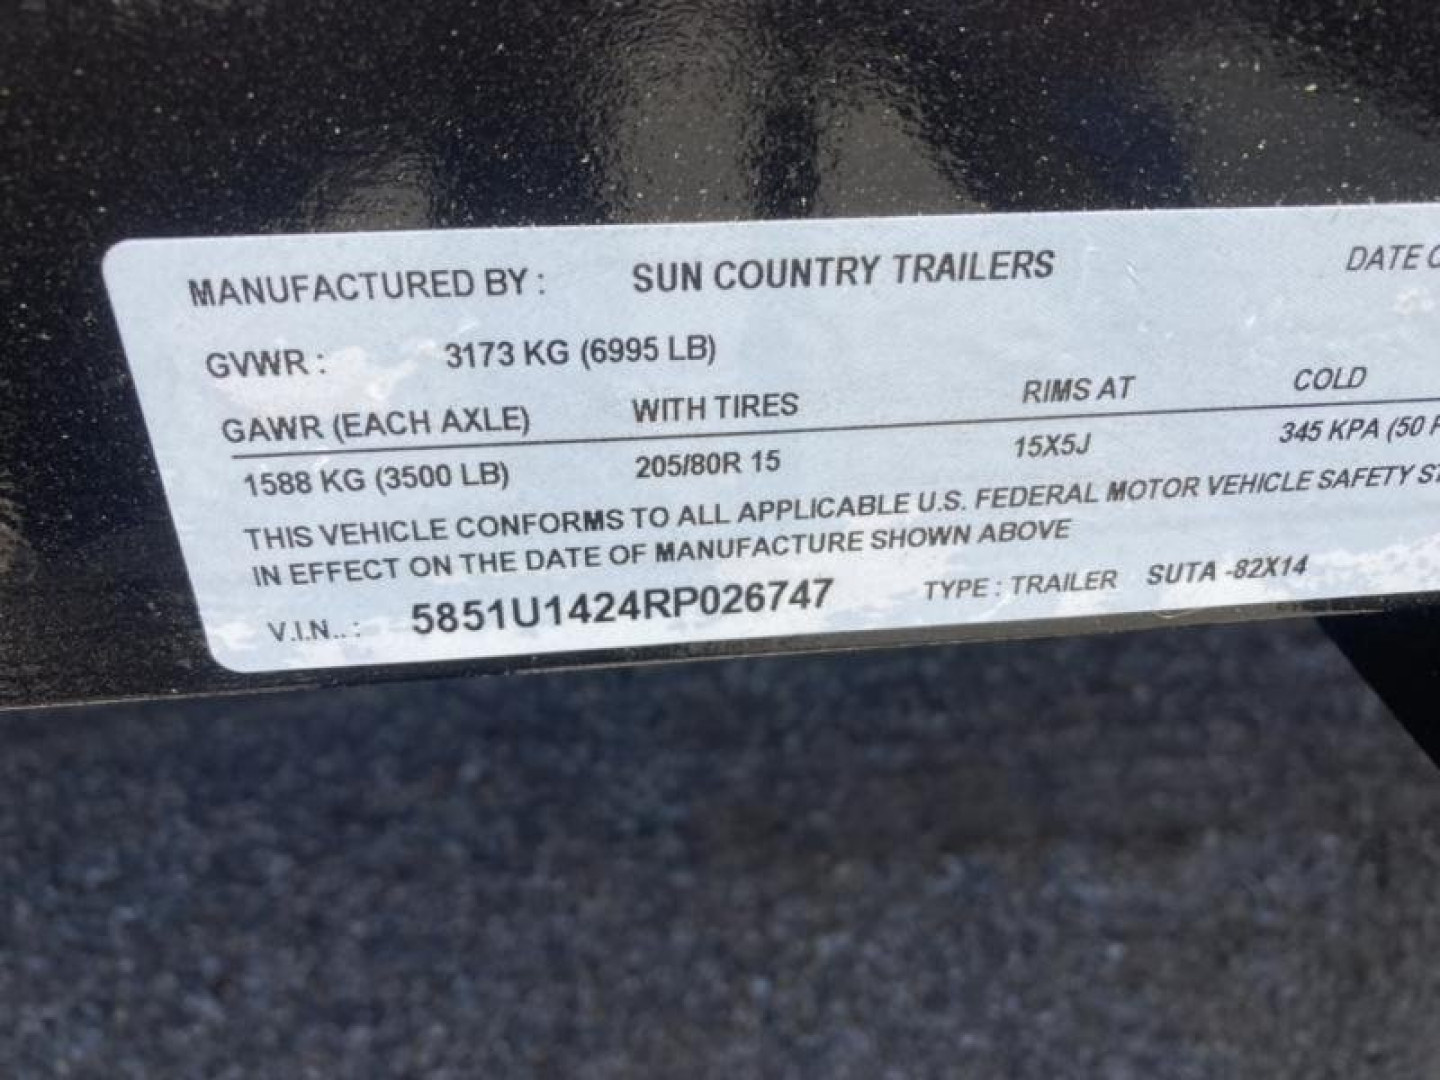 MANUFACTURED BY : SUN COUNTRY TRAILERS DATE
GVWR : 3173 KG (6995 LB)
GAWR (EACH AXLE) WITH TIRES RIMS AT COLD
1588 KG (3500 LB) 205/80R 15 15X5J 345 KPA (50
THIS VEHICLE CONFORMS TO ALL APPLICABLE U.S. FEDERAL MOTOR VEHICLE SAFETY
IN EFFECT ON THE DATE OF MANUFACTURE SHOWN ABOVE
V.I.N.. : 5851U1424RP026747 TYPE : TRAILER SUTA -82X14